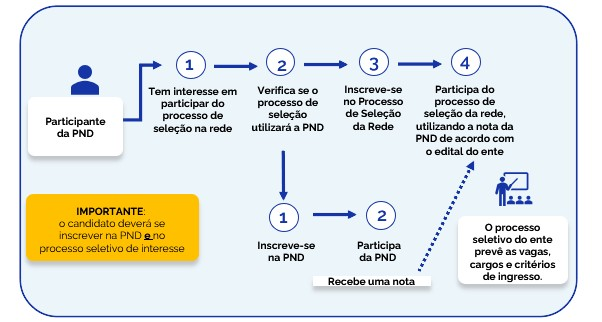 Participante
da PND
1
Tem interesse em
participar do
processo de
seleção na rede
2
Verifica se o
processo de
seleção
utilizará a PND
3
Inscreve-se
no Processo
de Seleção
da Rede
4
Participa do
processo de
seleção da rede,
utilizando a nota da
PND de acordo com
o edital do ente
IMPORTANTE:
o candidato deverá se
inscrever na PND e no
processo seletivo de interesse
1
Inscreve-se
na PND
2
Participa
da PND
Recebe uma nota
O processo
seletivo do ente
prevê as vagas,
cargos e critérios
de ingresso.